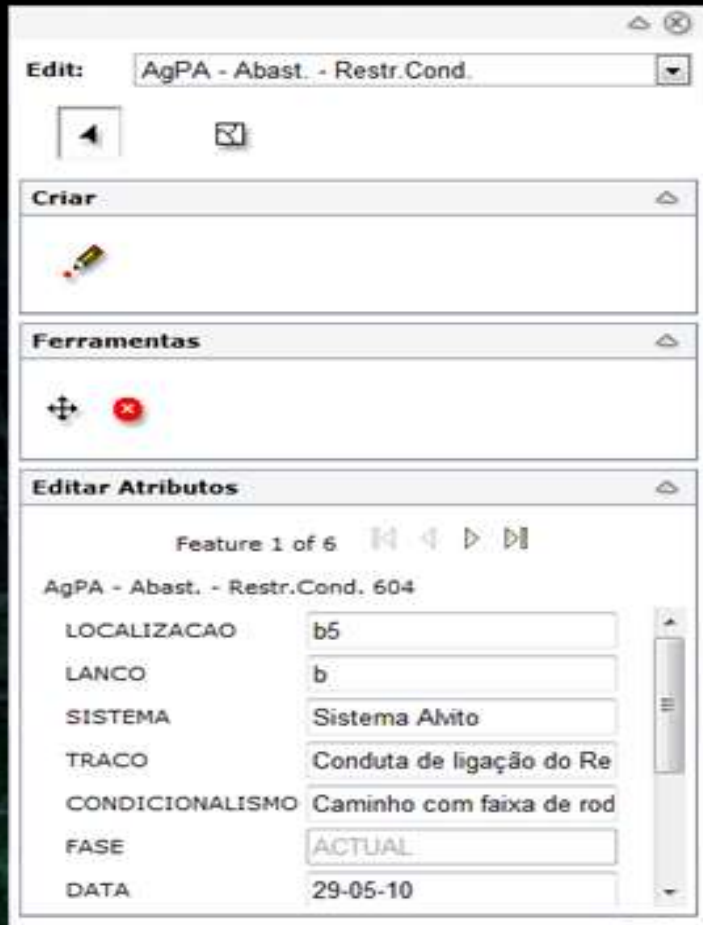 Edit: AgPA - Abast. - Restr.Cond.
Criar
Ferramentas
Editar Atributos
Feature 1 of 6
AgPA - Abast. - Restr.Cond. 604
LOCALIZACAO b5
LANCO b
SISTEMA Sistema Alvito
TRACO Conduta de ligação do Re
CONDICIONALISMO Caminho com faixa de rod
FASE ACTUAL
DATA 29-05-10